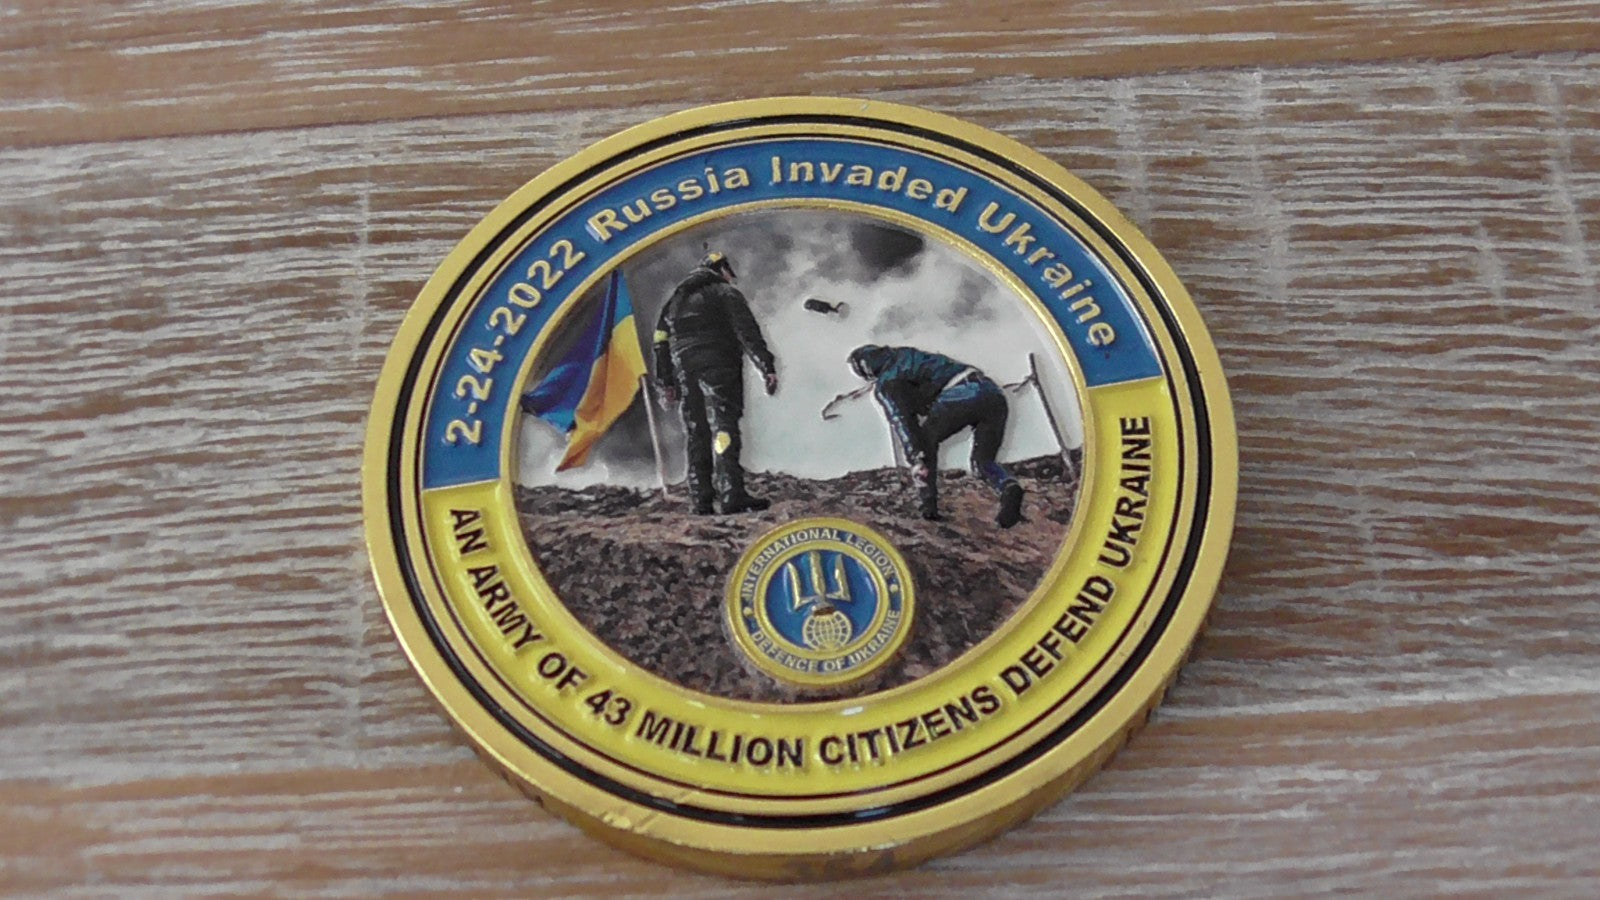 2-24-2022 Russia Invaded Ukraine
INTERNATIONAL LEGION
DEFENCE OF UKRAINE
AN ARMY OF 43 MILLION CITIZENS DEFEND UKRAINE